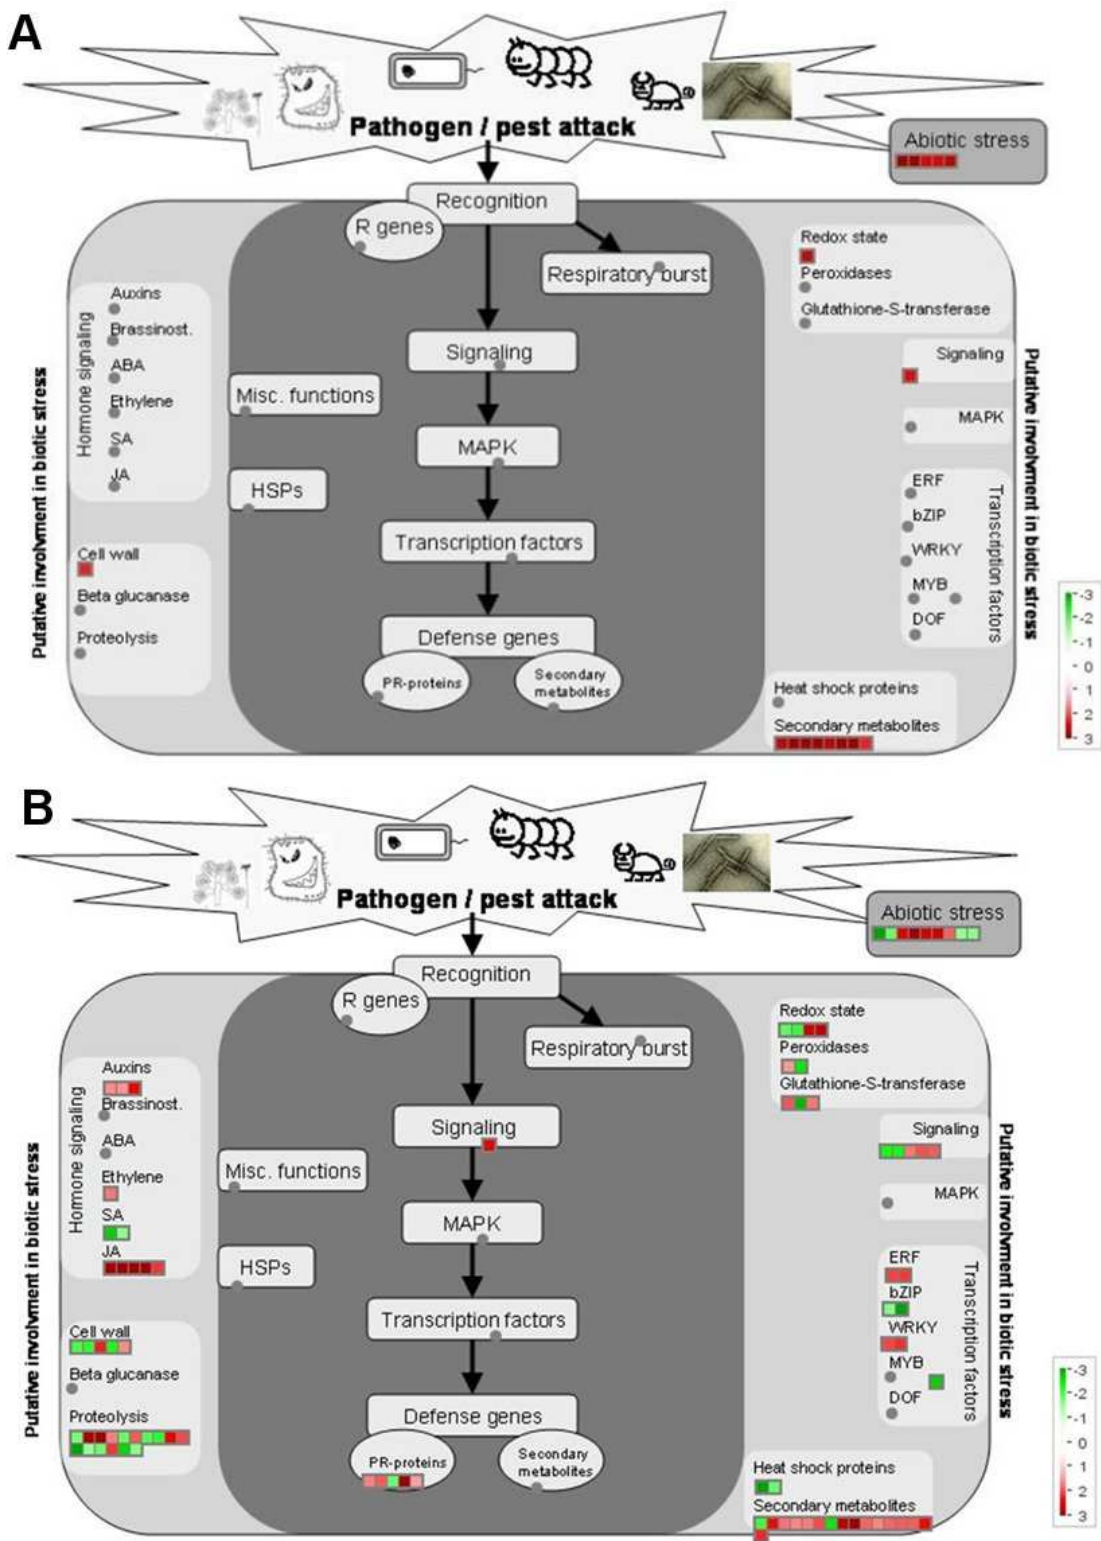 A
Pathogen / pest attack
Abiotic stress
Recognition
R genes
Respiratory burst
Redox state
Peroxidases
Glutathione-S-transferase
Hormone signaling
Auxins
Brassinost.
ABA
Ethylene
SA
JA
Signaling
Misc. functions
MAPK
HSPs
Transcription factors
Defense genes
PR-proteins
Secondary
metabolites
Putative involvment in biotic stress
Cell wall
Beta glucanase
Proteolysis
Signaling
MAPK
ERF
bZIP
WRKY
MYB
DOF
Transcription factors
Putative involvment in biotic stress
Heat shock proteins
Secondary metabolites
-3
-2
-1
0
1
2
3
B
Pathogen / pest attack
Abiotic stress
Recognition
R genes
Respiratory burst
Redox state
Peroxidases
Glutathione-S-transferase
Hormone signaling
Auxins
Brassinost.
ABA
Ethylene
SA
JA
Signaling
Misc. functions
MAPK
HSPs
Transcription factors
Defense genes
PR-proteins
Secondary
metabolites
Putative involvment in biotic stress
Cell wall
Beta glucanase
Proteolysis
Signaling
MAPK
ERF
bZIP
WRKY
MYB
DOF
Transcription factors
Putative involvment in biotic stress
Heat shock proteins
Secondary metabolites
-3
-2
-1
0
1
2
3